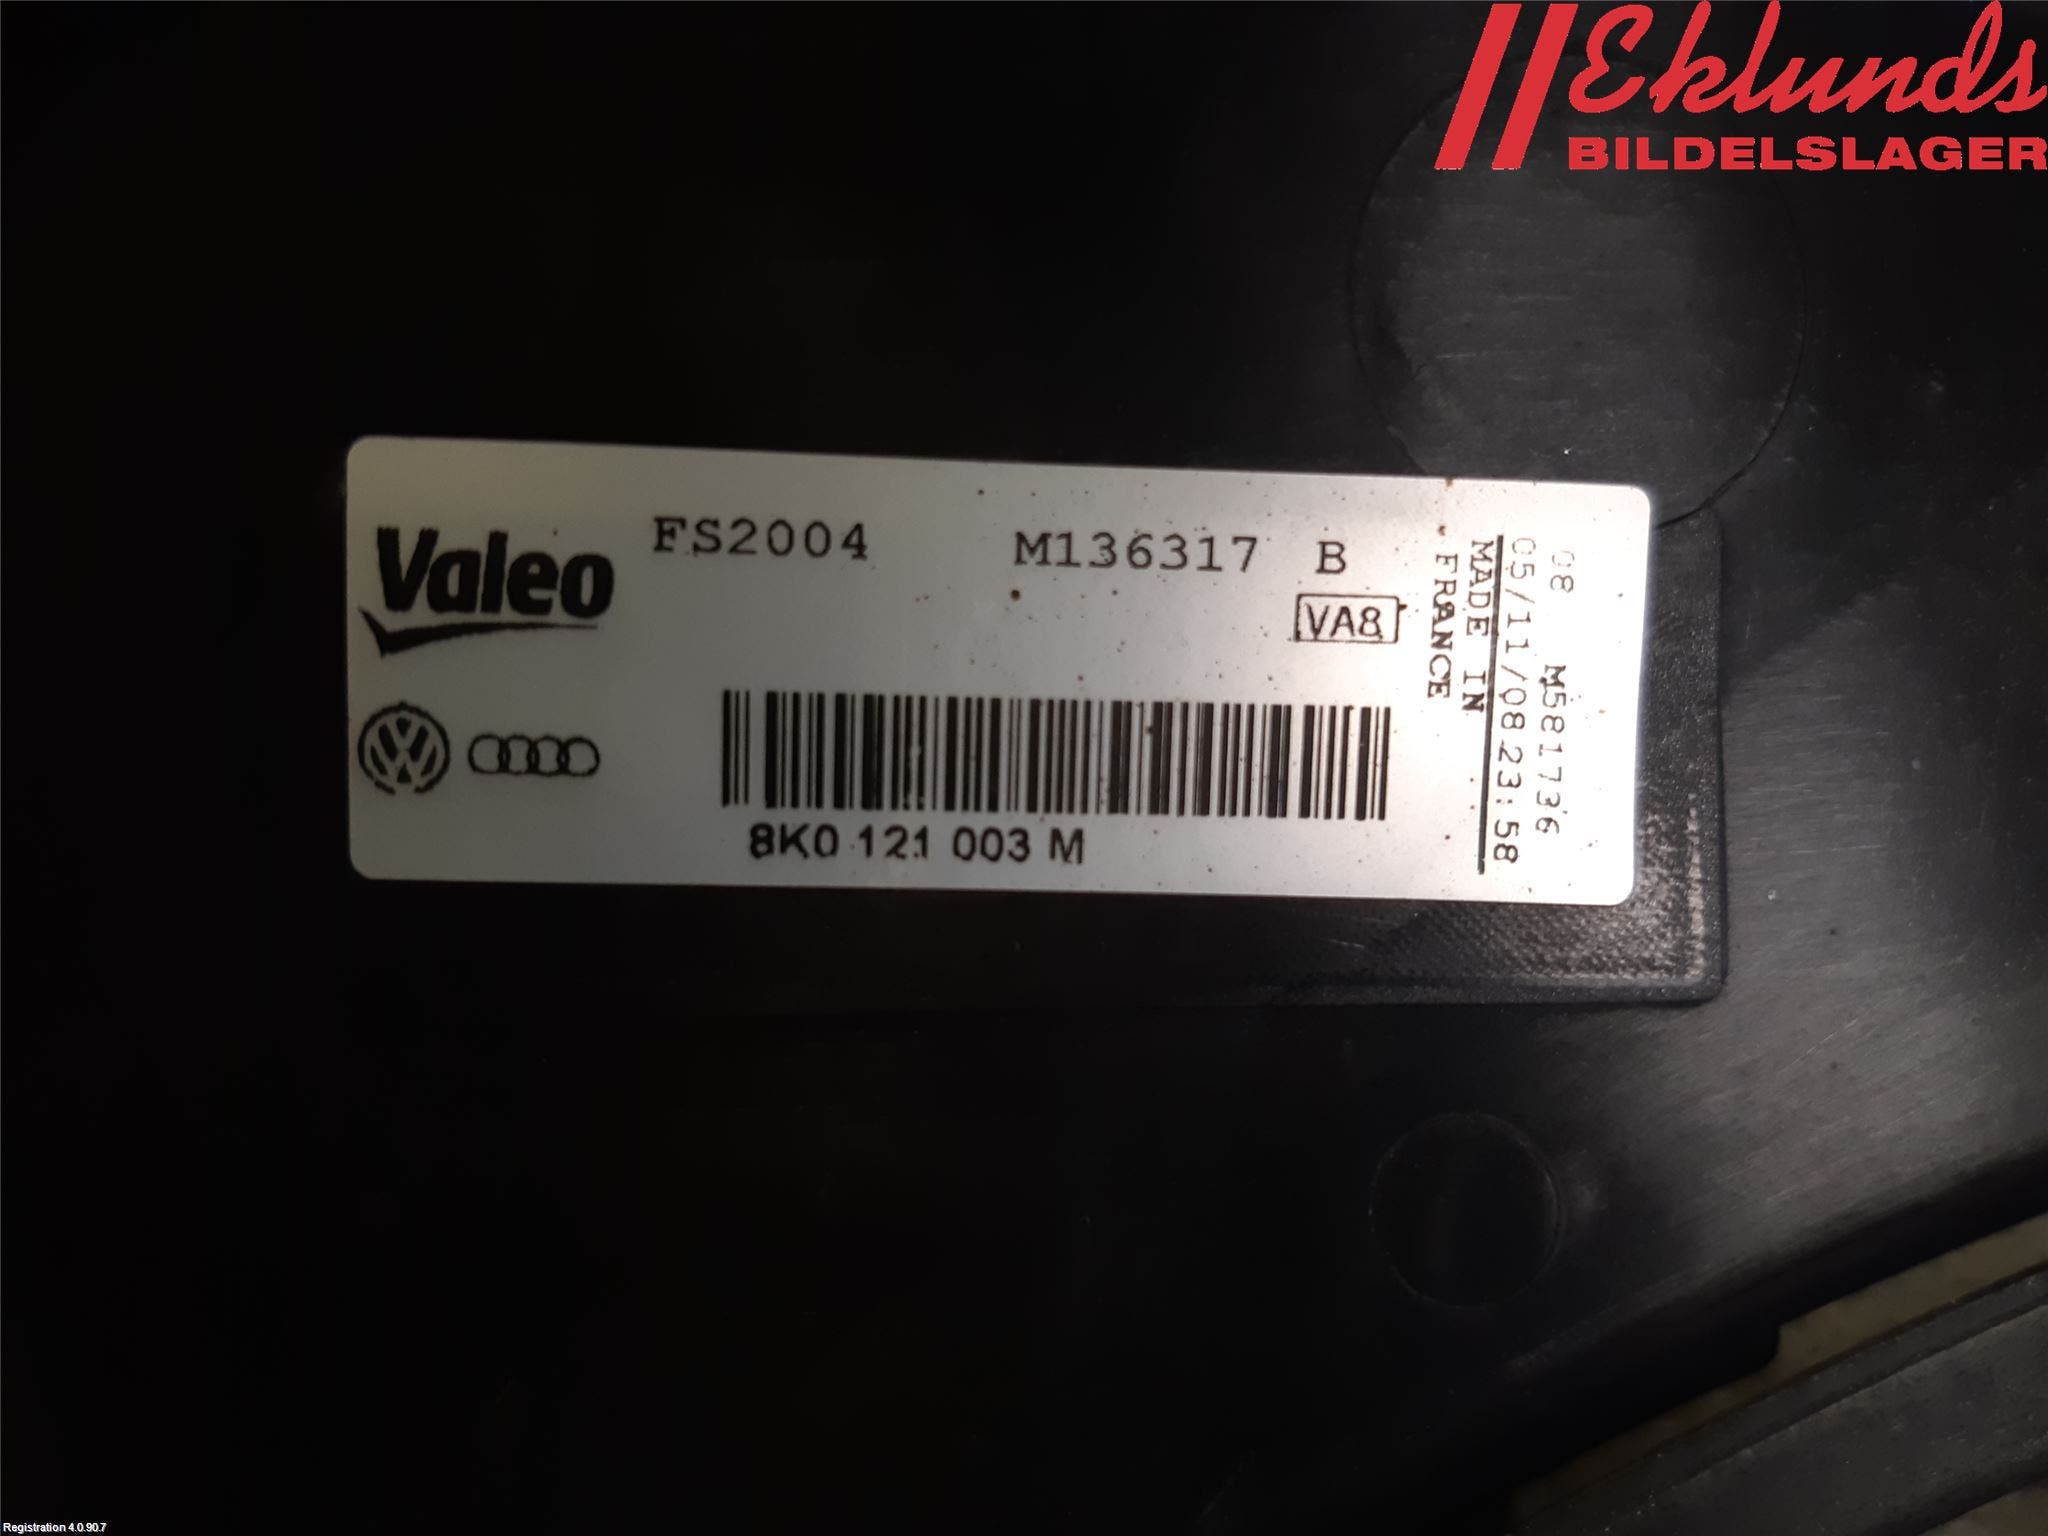 Eklunds
BILDELSLAGER
Valeo
FS2004 M136317 B
VA8
8K0 121 003 M
MADE IN
FRANCE
08 M581736
05/11/08 23:58
Registration 4.0.90.7